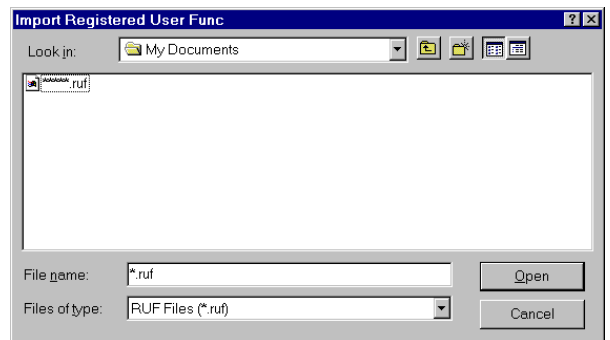 Import Registered User Func
Look in: My Documents
*****.ruf
File name: *.ruf Open
Files of type: RUF Files (*.ruf) Cancel